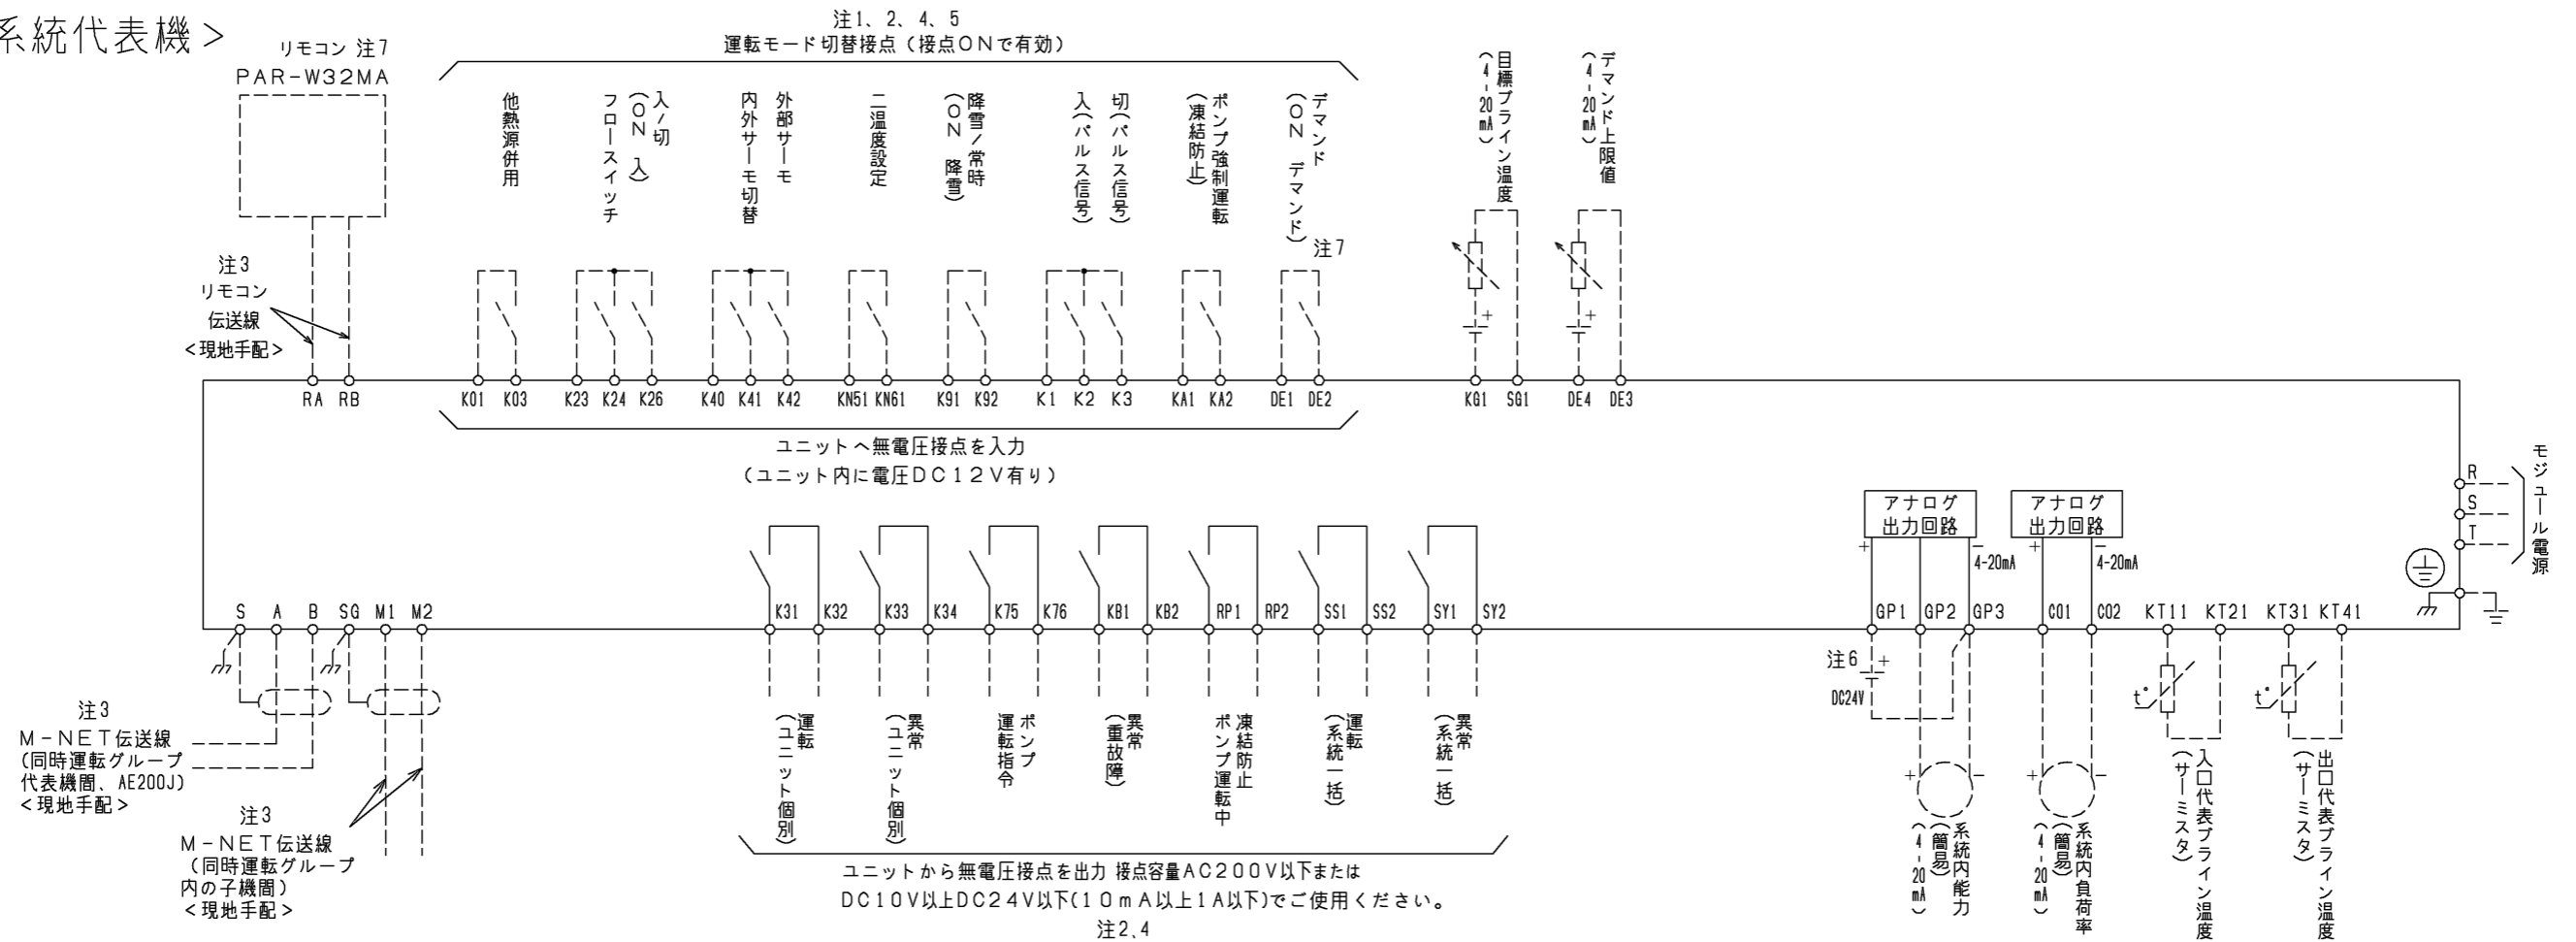 系統代表機＞
注1、2、4、5
運転モード切替接点（接点ONで有効）
リモコン 注7
PAR-W32MA
他熱源併用
入/切
(ON 入)
フロースイッチ
外部サーモ
内外サーモ切替
二温度設定
降雪/常時
(ON 降雪)
切(パルス信号)
入(パルス信号)
ポンプ強制運転
(凍結防止)
デマンド
(ON デマンド)
注7
目標ブライン温度
(4-20mA)
デマンド上限値
(4-20mA)
注3
リモコン
伝送線
<現地手配>
RA RB K01 K03 K23 K24 K26 K40 K41 K42 KN51 KN61 K91 K92 K1 K2 K3 KA1 KA2 DE1 DE2 KG1 SG1 DE4 DE3
ユニットへ無電圧接点を入力
（ユニット内に電圧DC12V有り）
R
S
T
モジュール電源
アナログ
出力回路
アナログ
出力回路
+ − 4-20mA
+ − 4-20mA
S A B SG M1 M2 K31 K32 K33 K34 K75 K76 KB1 KB2 RP1 RP2 SS1 SS2 SY1 SY2 GP1 GP2 GP3 CO1 CO2 KT11 KT21 KT31 KT41
注6 +
DC24V
t°
t°
注3
M-NET伝送線
(同時運転グループ
代表機間、AE200J)
<現地手配>
注3
M-NET伝送線
（同時運転グループ
内の子機間）
<現地手配>
運転
(ユニット個別)
異常
(ユニット個別)
ポンプ
運転指令
異常
(重故障)
凍結防止
ポンプ運転中
運転
(系統一括)
異常
(系統一括)
+ −
+ −
系統内能力
(簡易)
(4-20mA)
系統内負荷率
(簡易)
(4-20mA)
入口代表ブライン温度
(サーミスタ)
出口代表ブライン温度
(サーミスタ)
ユニットから無電圧接点を出力 接点容量AC200V以下または
DC10V以上DC24V以下(10mA以上1A以下)でご使用ください。
注2,4